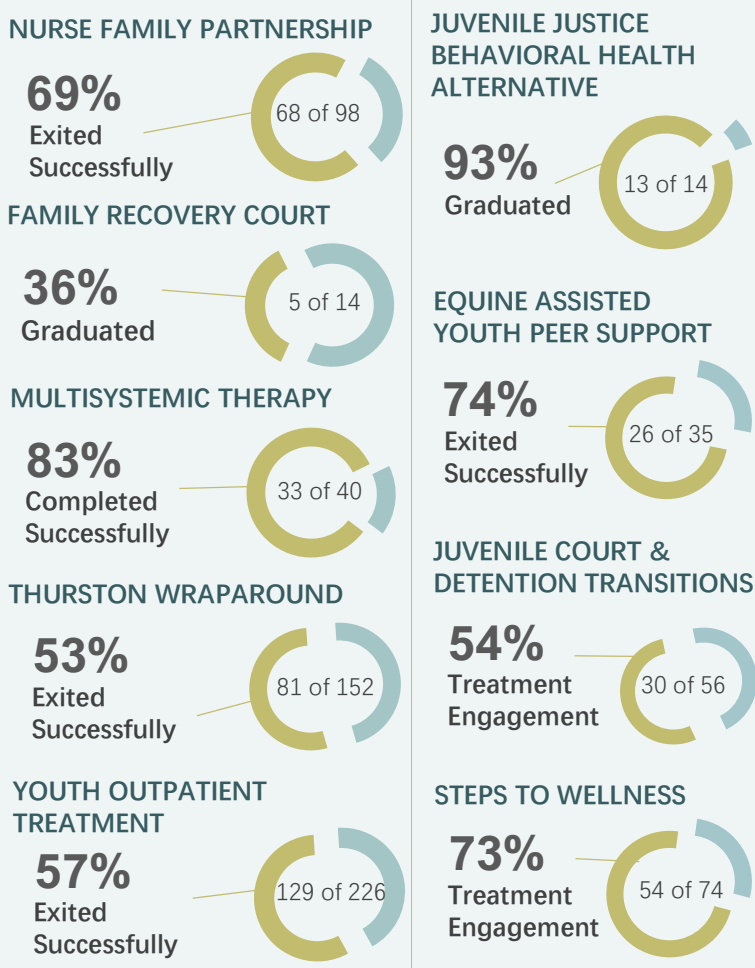 NURSE FAMILY PARTNERSHIP
69%
Exited
Successfully
68 of 98
FAMILY RECOVERY COURT
36%
Graduated
5 of 14
MULTISYSTEMIC THERAPY
83%
Completed
Successfully
33 of 40
THURSTON WRAPAROUND
53%
Exited
Successfully
81 of 152
YOUTH OUTPATIENT
TREATMENT
57%
Exited
Successfully
129 of 226
JUVENILE JUSTICE
BEHAVIORAL HEALTH
ALTERNATIVE
93%
Graduated
13 of 14
EQUINE ASSISTED
YOUTH PEER SUPPORT
74%
Exited
Successfully
26 of 35
JUVENILE COURT &
DETENTION TRANSITIONS
54%
Treatment
Engagement
30 of 56
STEPS TO WELLNESS
73%
Treatment
Engagement
54 of 74